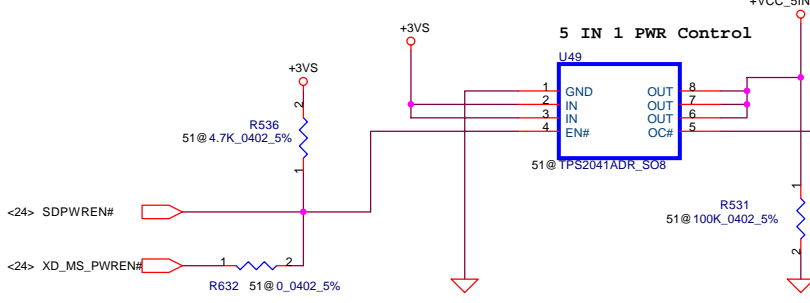 +VCC_5IN
+3VS
5 IN 1 PWR Control
U49
+3VS
1 GND OUT 8
2 IN OUT 7
3 IN OUT 6
4 EN# OC# 5
2
R536
51@ 4.7K_0402_5%
1
51@ TPS2041ADR_SO8
<24> SDPWREN#
1
R531
51@ 100K_0402_5%
2
<24> XD_MS_PWREN#
1 2
R632 51@ 0_0402_5%